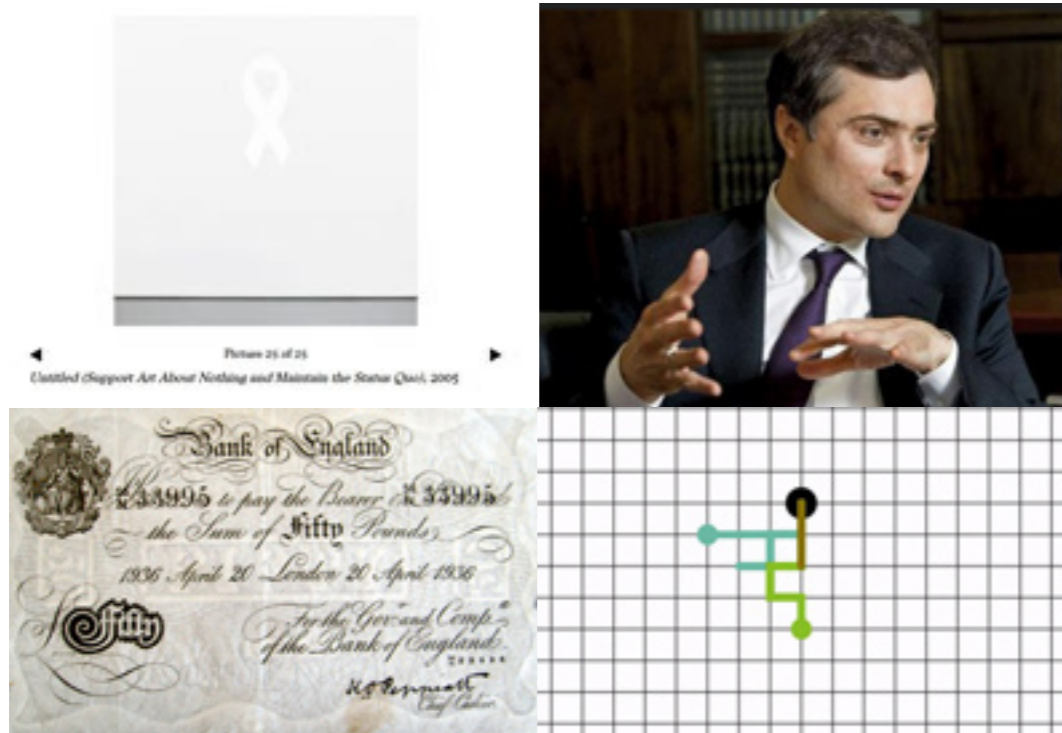 Picture 25 of 25
Untitled (Support Art About Nothing and Maintain the Status Quo), 2005
Bank of England
33995 to pay the Bearer 33995
the Sum of Fifty Pounds
1936 April 20 London 20 April 1936
Fifty
For the Gov.r and Comp.a
of the Bank of England
Chief Cashier